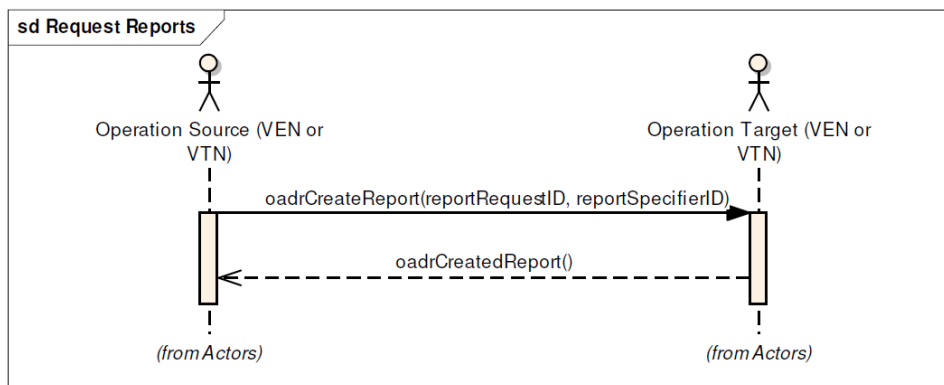 sd Request Reports
Operation Source (VEN or
VTN)
Operation Target (VEN or
VTN)
oadrCreateReport(reportRequestID, reportSpecifierID)
oadrCreatedReport()
(from Actors)
(from Actors)